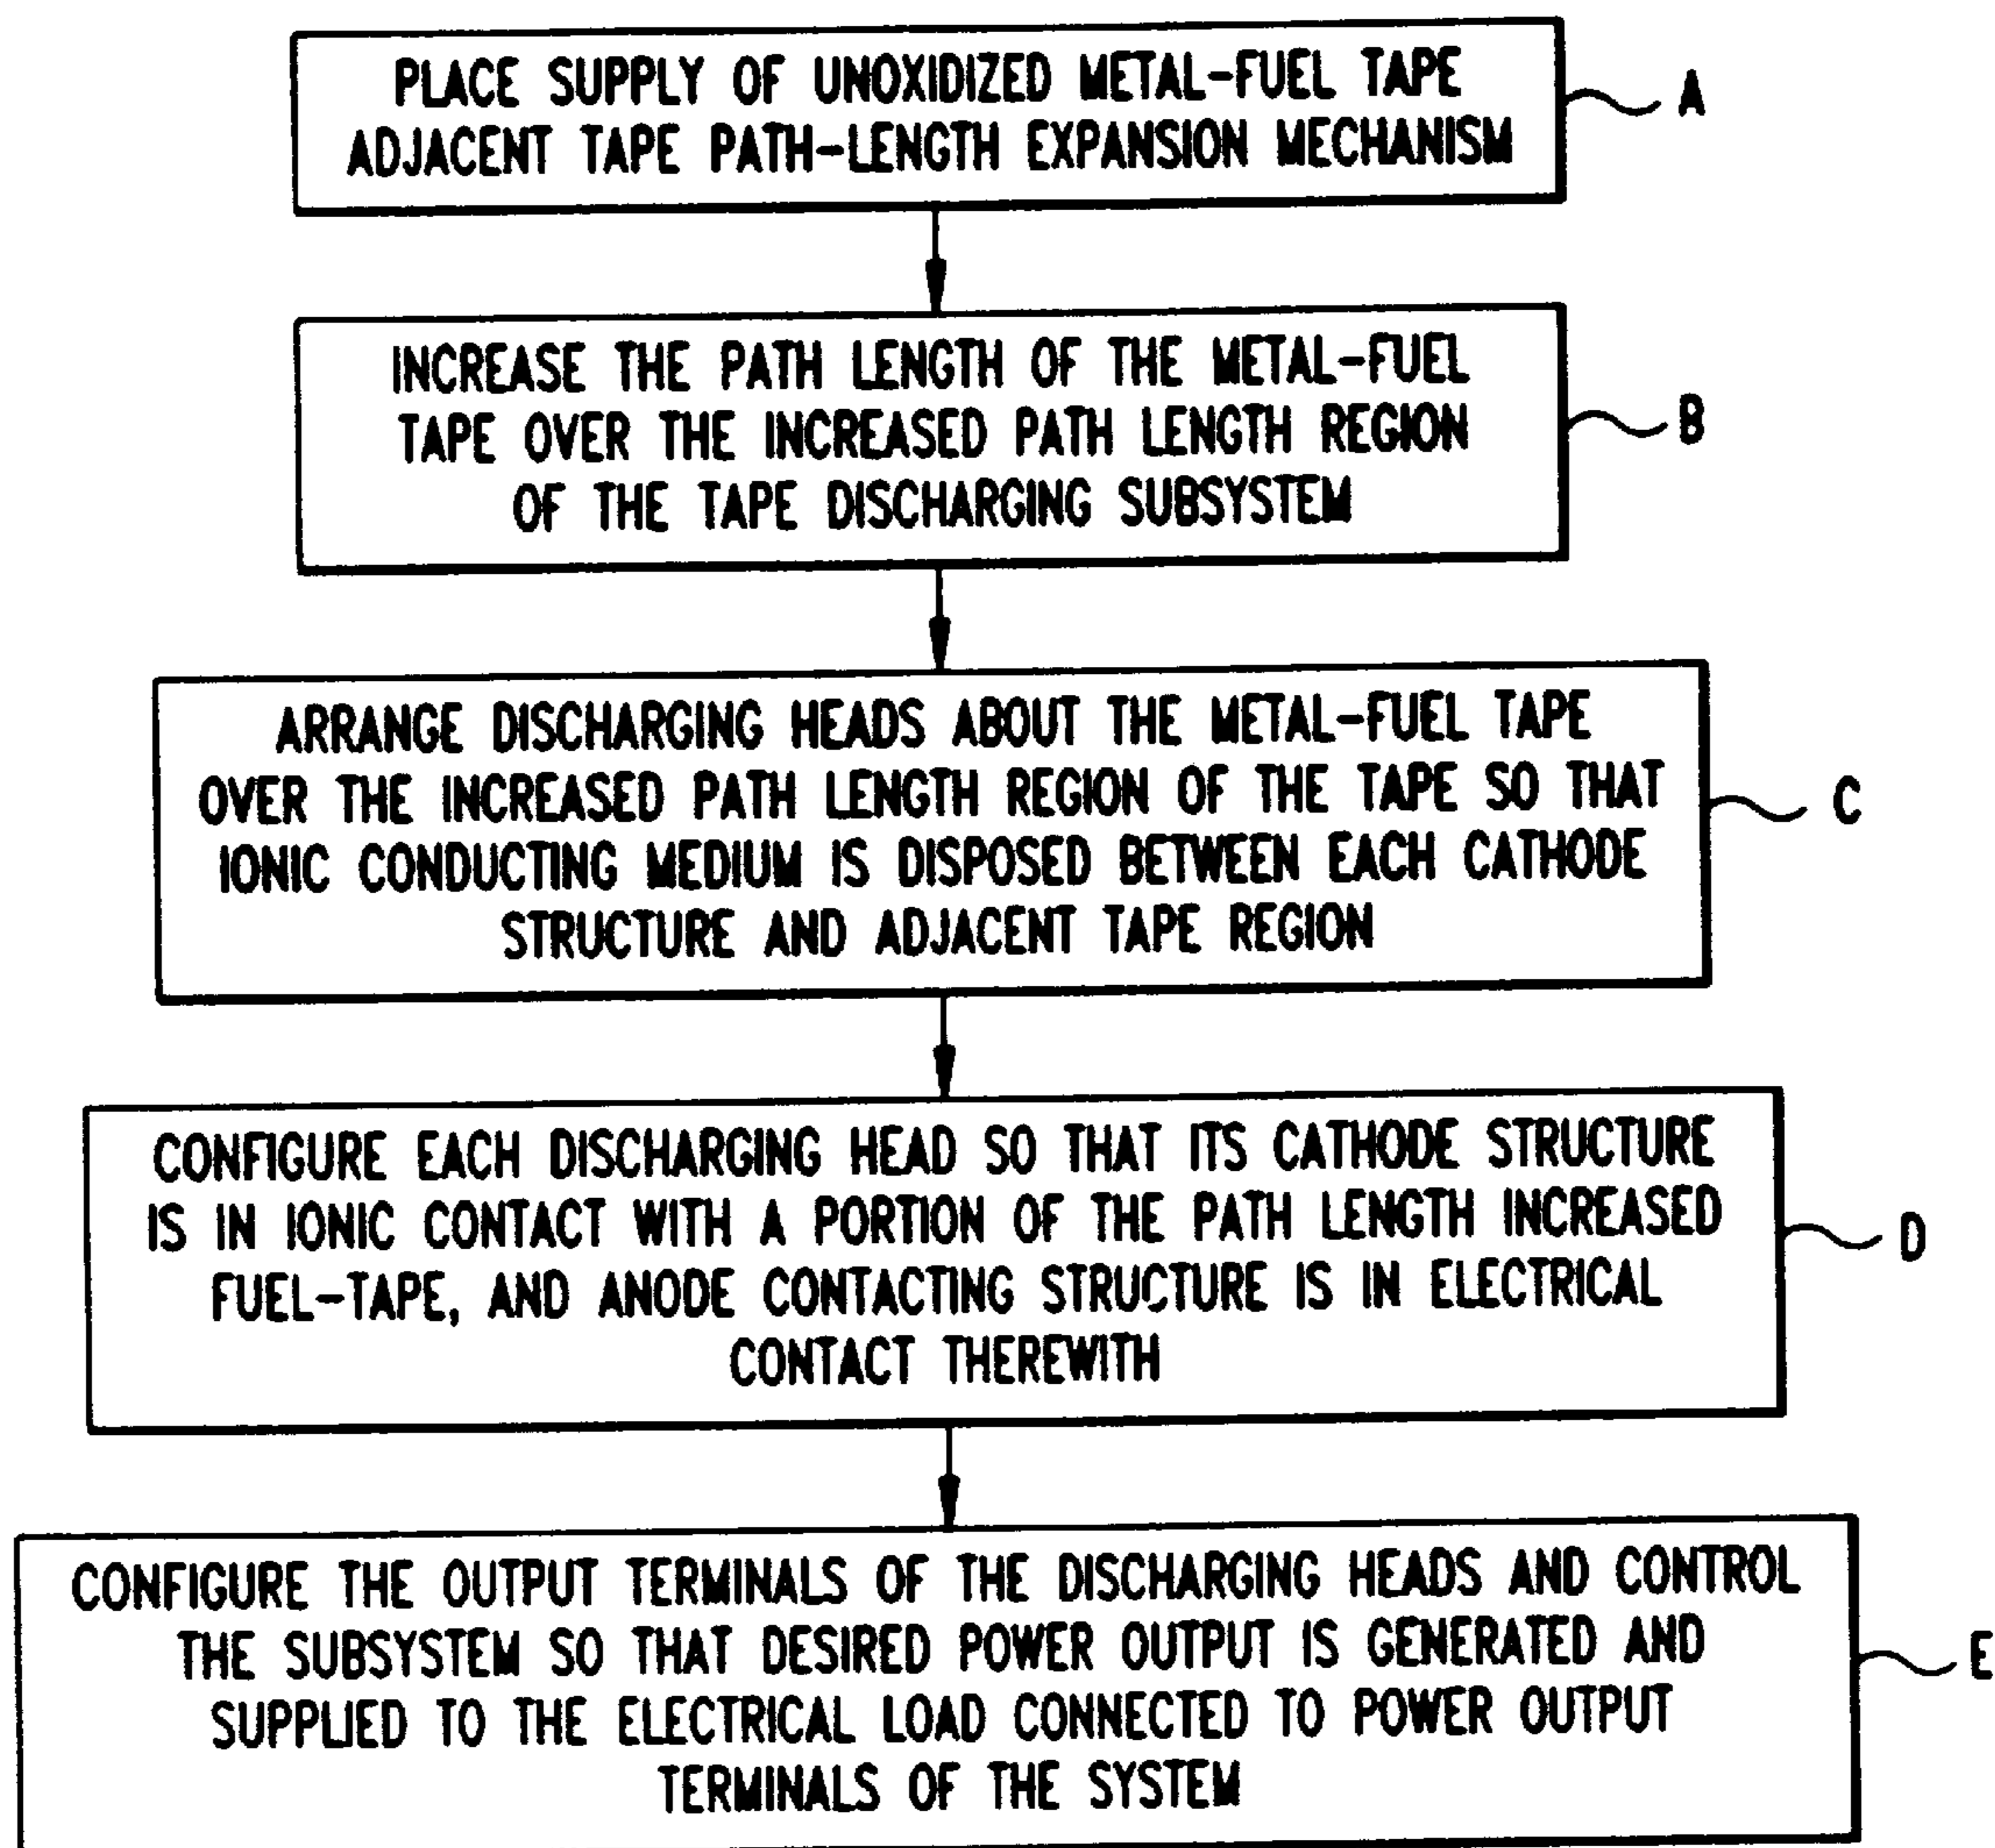 PLACE SUPPLY OF UNOXIDIZED METAL-FUEL TAPE
ADJACENT TAPE PATH-LENGTH EXPANSION MECHANISM
A
INCREASE THE PATH LENGTH OF THE METAL-FUEL
TAPE OVER THE INCREASED PATH LENGTH REGION
OF THE TAPE DISCHARGING SUBSYSTEM
B
ARRANGE DISCHARGING HEADS ABOUT THE METAL-FUEL TAPE
OVER THE INCREASED PATH LENGTH REGION OF THE TAPE SO THAT
IONIC CONDUCTING MEDIUM IS DISPOSED BETWEEN EACH CATHODE
STRUCTURE AND ADJACENT TAPE REGION
C
CONFIGURE EACH DISCHARGING HEAD SO THAT ITS CATHODE STRUCTURE
IS IN IONIC CONTACT WITH A PORTION OF THE PATH LENGTH INCREASED
FUEL-TAPE, AND ANODE CONTACTING STRUCTURE IS IN ELECTRICAL
CONTACT THEREWITH
D
CONFIGURE THE OUTPUT TERMINALS OF THE DISCHARGING HEADS AND CONTROL
THE SUBSYSTEM SO THAT DESIRED POWER OUTPUT IS GENERATED AND
SUPPLIED TO THE ELECTRICAL LOAD CONNECTED TO POWER OUTPUT
TERMINALS OF THE SYSTEM
E